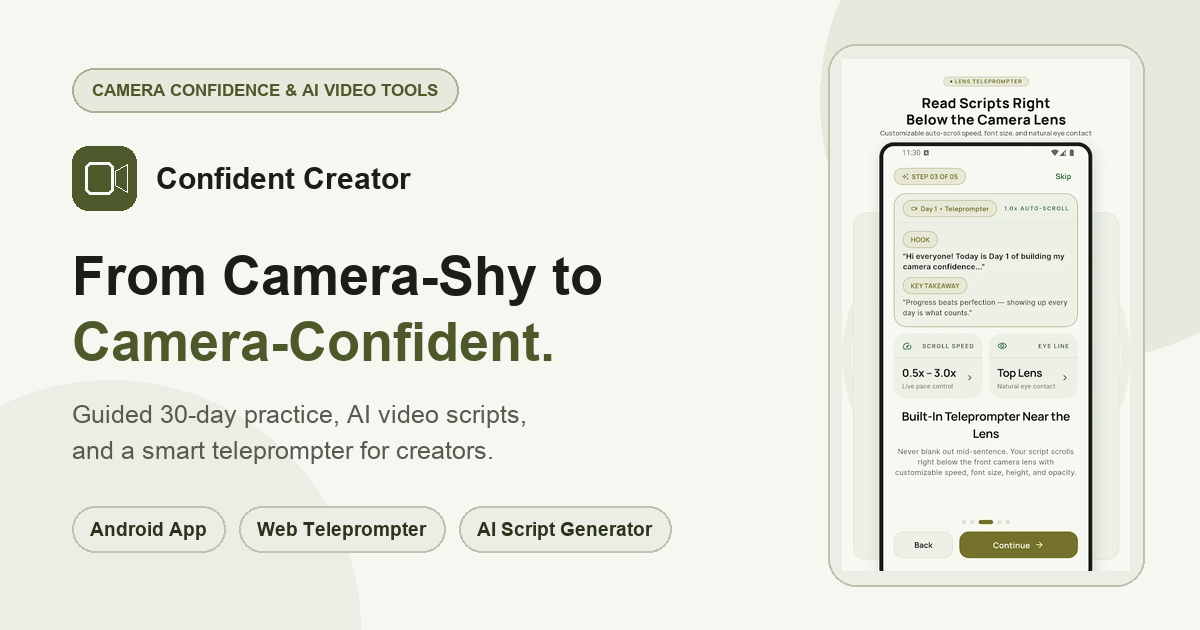 CAMERA CONFIDENCE & AI VIDEO TOOLS
Confident Creator
From Camera-Shy to
Camera-Confident.
Guided 30-day practice, AI video scripts,
and a smart teleprompter for creators.
Android App
Web Teleprompter
AI Script Generator
• LENS TELEPROMPTER
Read Scripts Right
Below the Camera Lens
Customizable auto-scroll speed, font size, and natural eye contact
11:30
STEP 03 OF 05
Skip
Day 1 • Teleprompter
1.0x AUTO-SCROLL
HOOK
"Hi everyone! Today is Day 1 of building my
camera confidence..."
KEY TAKEAWAY
"Progress beats perfection — showing up every
day is what counts."
SCROLL SPEED
0.5x – 3.0x
Live pace control
EYE LINE
Top Lens
Natural eye contact
Built-In Teleprompter Near the
Lens
Never blank out mid-sentence. Your script scrolls
right below the front camera lens with
customizable speed, font size, height, and opacity.
Back
Continue →